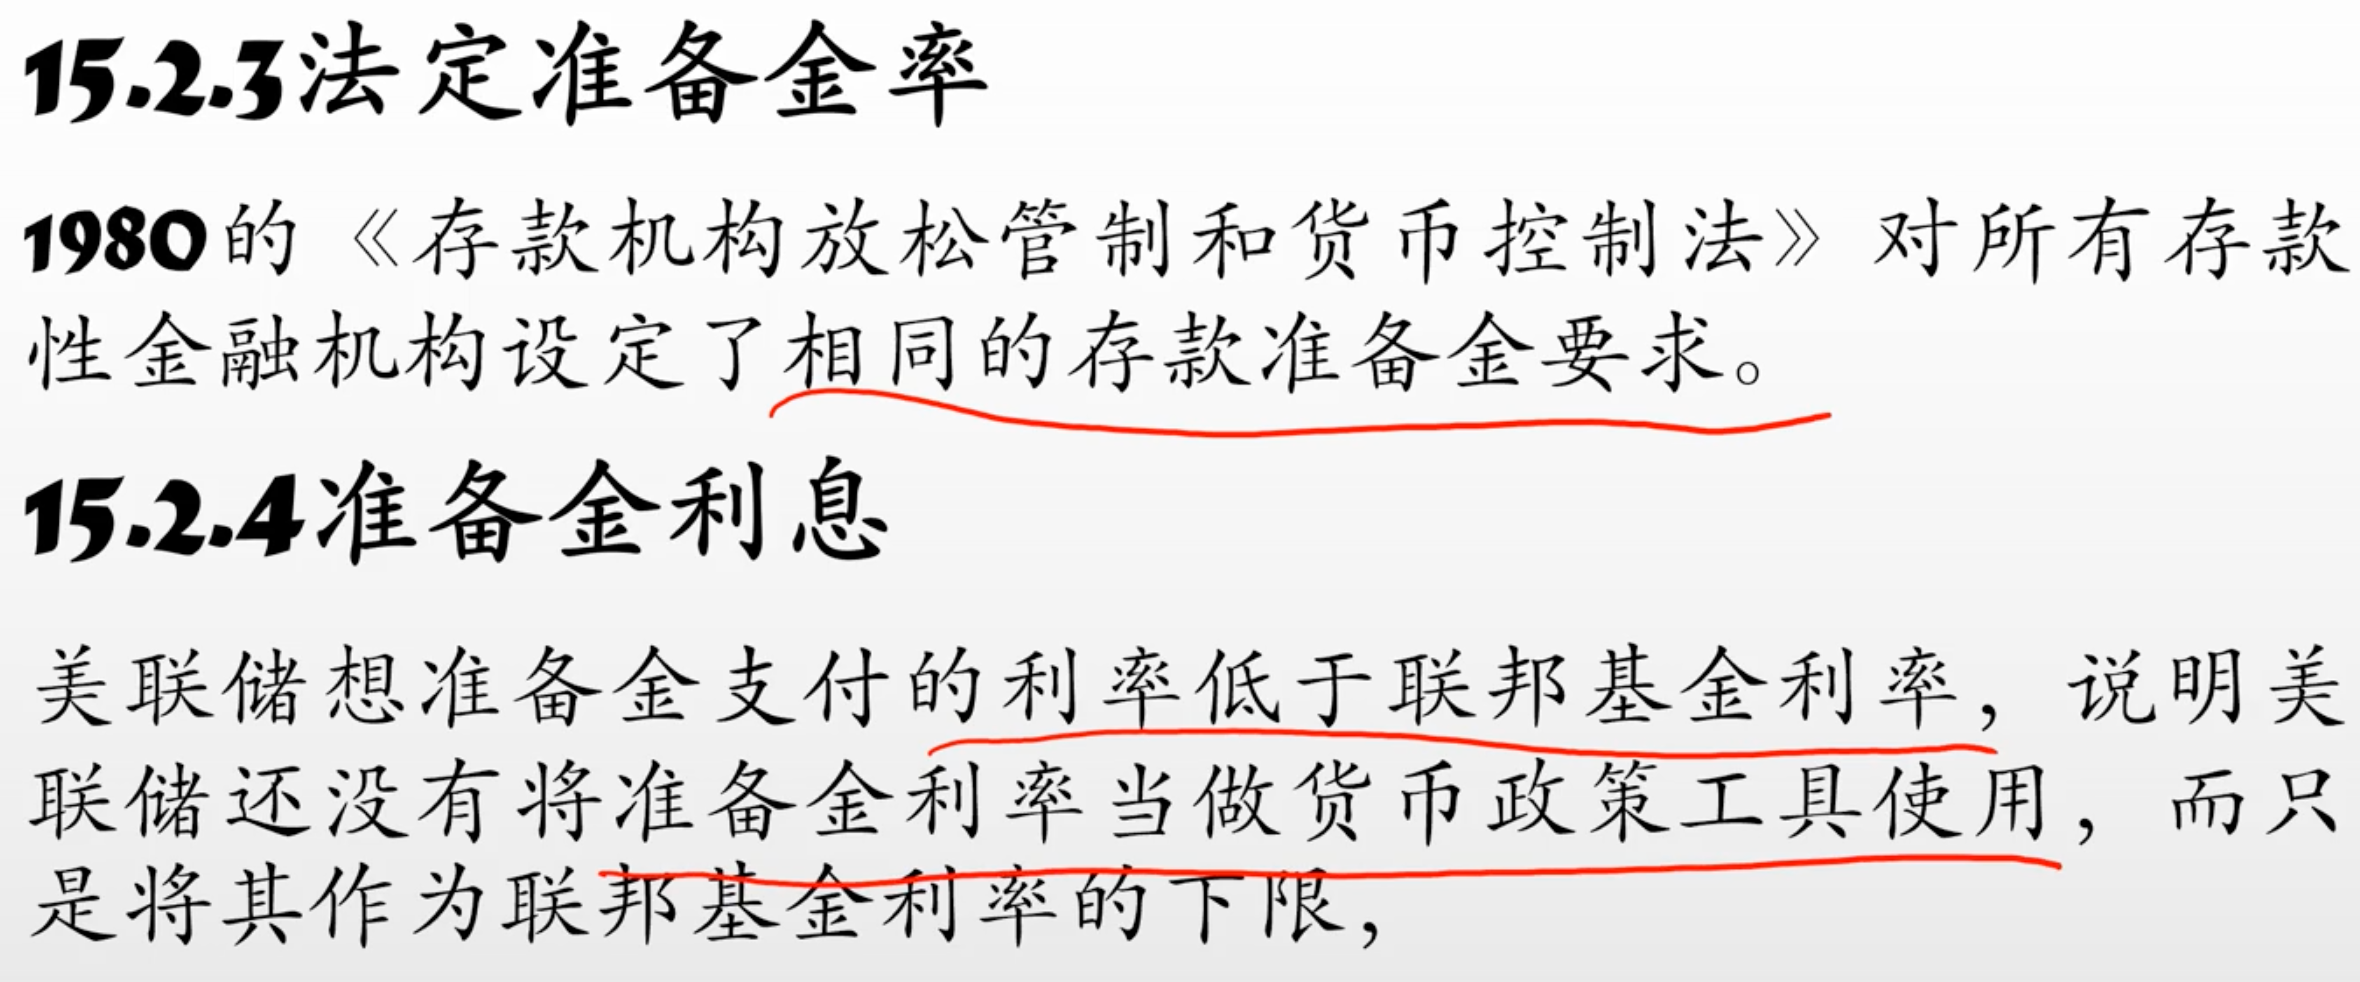 15.2.3法定准备金率
1980的《存款机构放松管制和货币控制法》对所有存款
性金融机构设定了相同的存款准备金要求。
15.2.4准备金利息
美联储想准备金支付的利率低于联邦基金利率，说明美
联储还没有将准备金利率当做货币政策工具使用，而只
是将其作为联邦基金利率的下限，